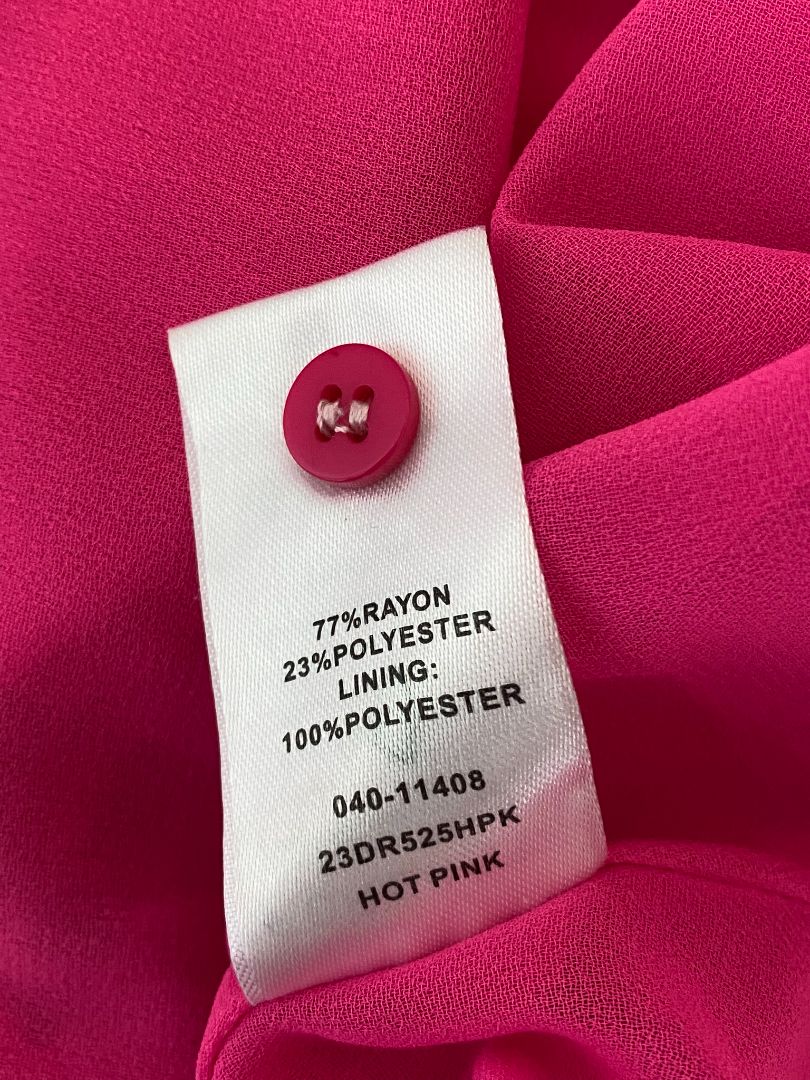 77%RAYON
23%POLYESTER
LINING:
100%POLYESTER
040-11408
23DR525HPK
HOT PINK